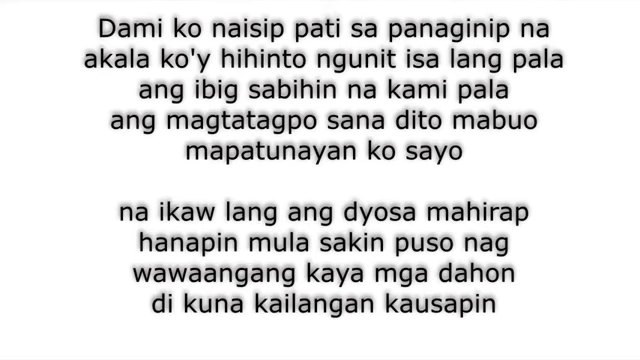 Dami ko naisip pati sa panaginip na
akala ko'y hihinto ngunit isa lang pala
ang ibig sabihin na kami pala
ang magtatagpo sana dito mabuo
mapatunayan ko sayo
na ikaw lang ang dyosa mahirap
hanapin mula sakin puso nag
wawaangang kaya mga dahon
di kuna kailangan kausapin